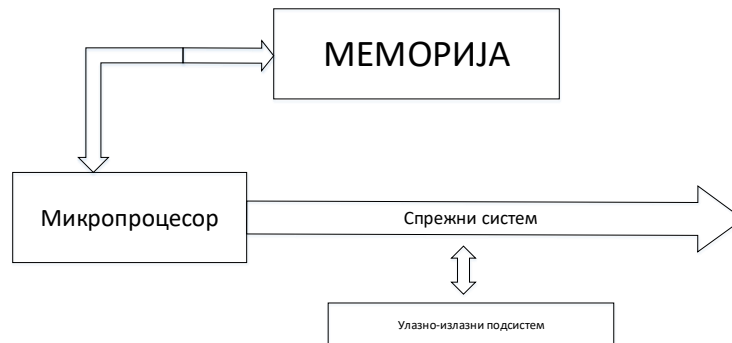 МЕМОРИЈА
Микропроцесор
Спрежни систем
Улазно-излазни подсистем